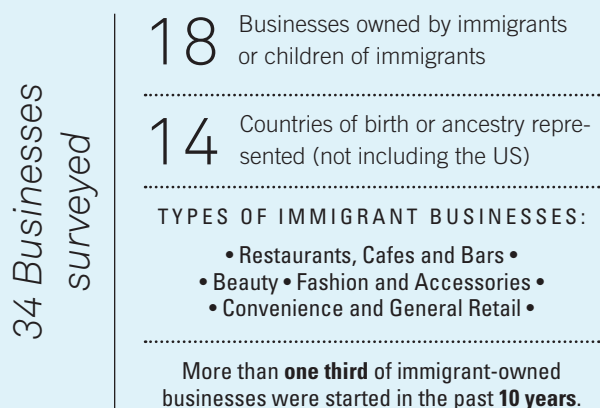 34 Businesses
surveyed
18 Businesses owned by immigrants
or children of immigrants
14 Countries of birth or ancestry repre-
sented (not including the US)
TYPES OF IMMIGRANT BUSINESSES:
• Restaurants, Cafes and Bars •
• Beauty • Fashion and Accessories •
• Convenience and General Retail •
More than one third of immigrant-owned
businesses were started in the past 10 years.